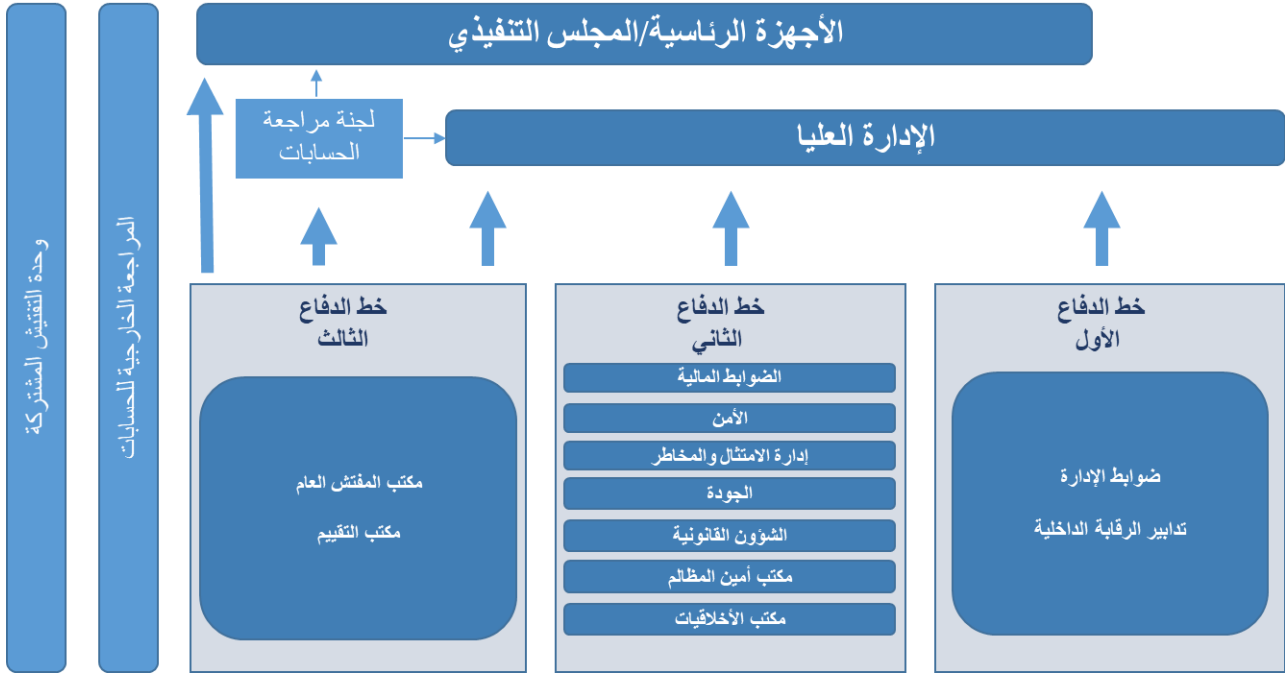 الأجهزة الرئاسية/المجلس التنفيذي
الإدارة العليا
لجنة مراجعة
الحسابات
خط الدفاع
الأول
ضوابط الإدارة
تدابير الرقابة الداخلية
خط الدفاع
الثاني
الضوابط المالية
الأمن
إدارة الامتثال والمخاطر
الجودة
الشؤون القانونية
مكتب أمين المظالم
مكتب الأخلاقيات
خط الدفاع
الثالث
مكتب المفتش العام
مكتب التقييم
المراجعة الخارجية للحسابات
وحدة التفتيش المشتركة